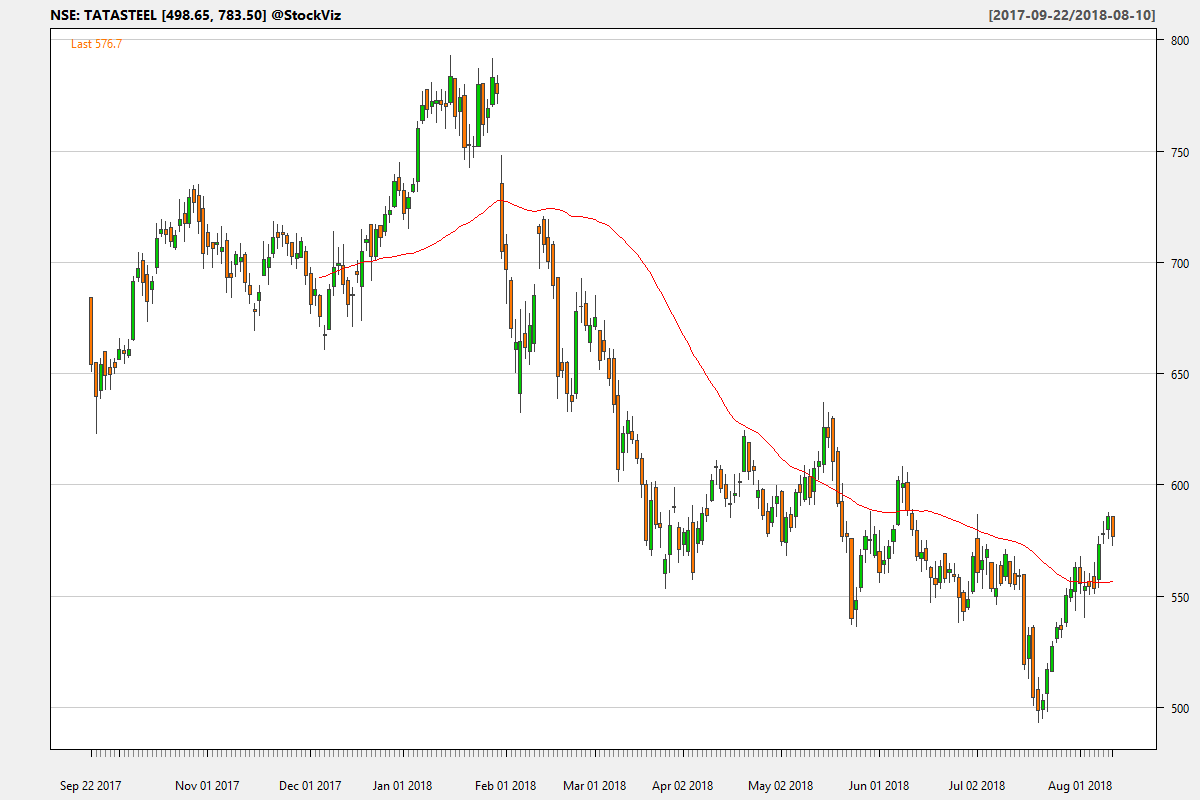 NSE: TATASTEEL [498.65, 783.50] @StockViz
[2017-09-22/2018-08-10]
Last 576.7
800
750
700
650
600
550
500
Sep 22 2017 Nov 01 2017 Dec 01 2017 Jan 01 2018 Feb 01 2018 Mar 01 2018 Apr 02 2018 May 02 2018 Jun 01 2018 Jul 02 2018 Aug 01 2018